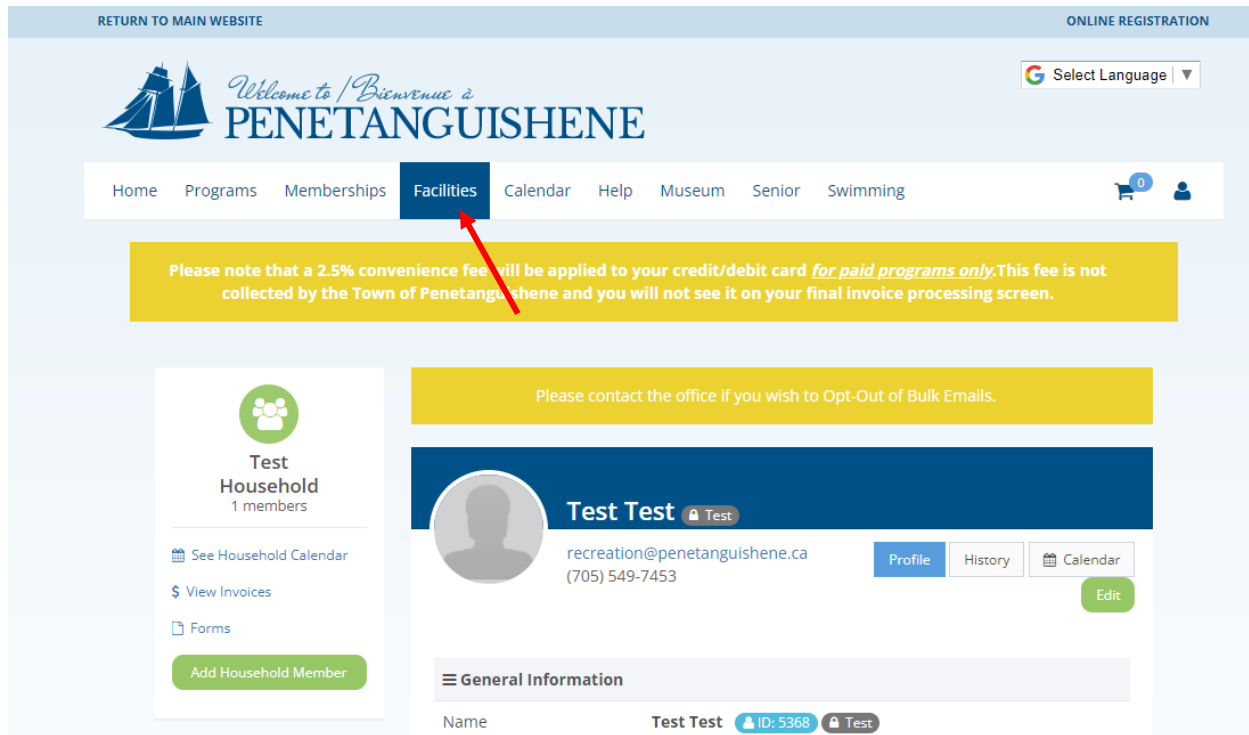 RETURN TO MAIN WEBSITE
ONLINE REGISTRATION
Welcome to / Bienvenue à
PENETANGUISHENE
G Select Language ▼
Home Programs Memberships Facilities Calendar Help Museum Senior Swimming 0
Please note that a 2.5% convenience fee will be applied to your credit/debit card for paid programs only.This fee is not
collected by the Town of Penetanguishene and you will not see it on your final invoice processing screen.
Test
Household
1 members
See Household Calendar
$ View Invoices
Forms
Add Household Member
Please contact the office if you wish to Opt-Out of Bulk Emails.
Test Test Test
recreation@penetanguishene.ca
(705) 549-7453
Profile History Calendar
Edit
General Information
Name Test Test ID: 5368 Test